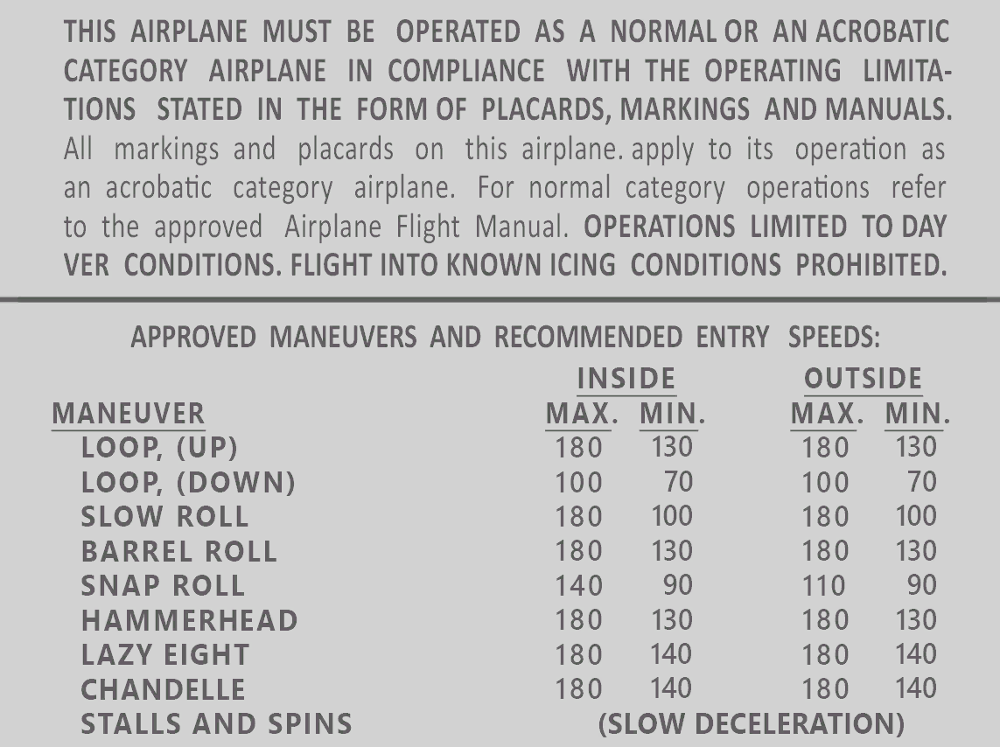 THIS AIRPLANE MUST BE OPERATED AS A NORMAL OR AN ACROBATIC
CATEGORY AIRPLANE IN COMPLIANCE WITH THE OPERATING LIMITA-
TIONS STATED IN THE FORM OF PLACARDS, MARKINGS AND MANUALS.
All markings and placards on this airplane. apply to its operation as
an acrobatic category airplane. For normal category operations refer
to the approved Airplane Flight Manual. OPERATIONS LIMITED TO DAY
VER CONDITIONS. FLIGHT INTO KNOWN ICING CONDITIONS PROHIBITED.
APPROVED MANEUVERS AND RECOMMENDED ENTRY SPEEDS:
INSIDE OUTSIDE
MANEUVER MAX. MIN. MAX. MIN.
LOOP, (UP) 180 130 180 130
LOOP, (DOWN) 100 70 100 70
SLOW ROLL 180 100 180 100
BARREL ROLL 180 130 180 130
SNAP ROLL 140 90 110 90
HAMMERHEAD 180 130 180 130
LAZY EIGHT 180 140 180 140
CHANDELLE 180 140 180 140
STALLS AND SPINS (SLOW DECELERATION)